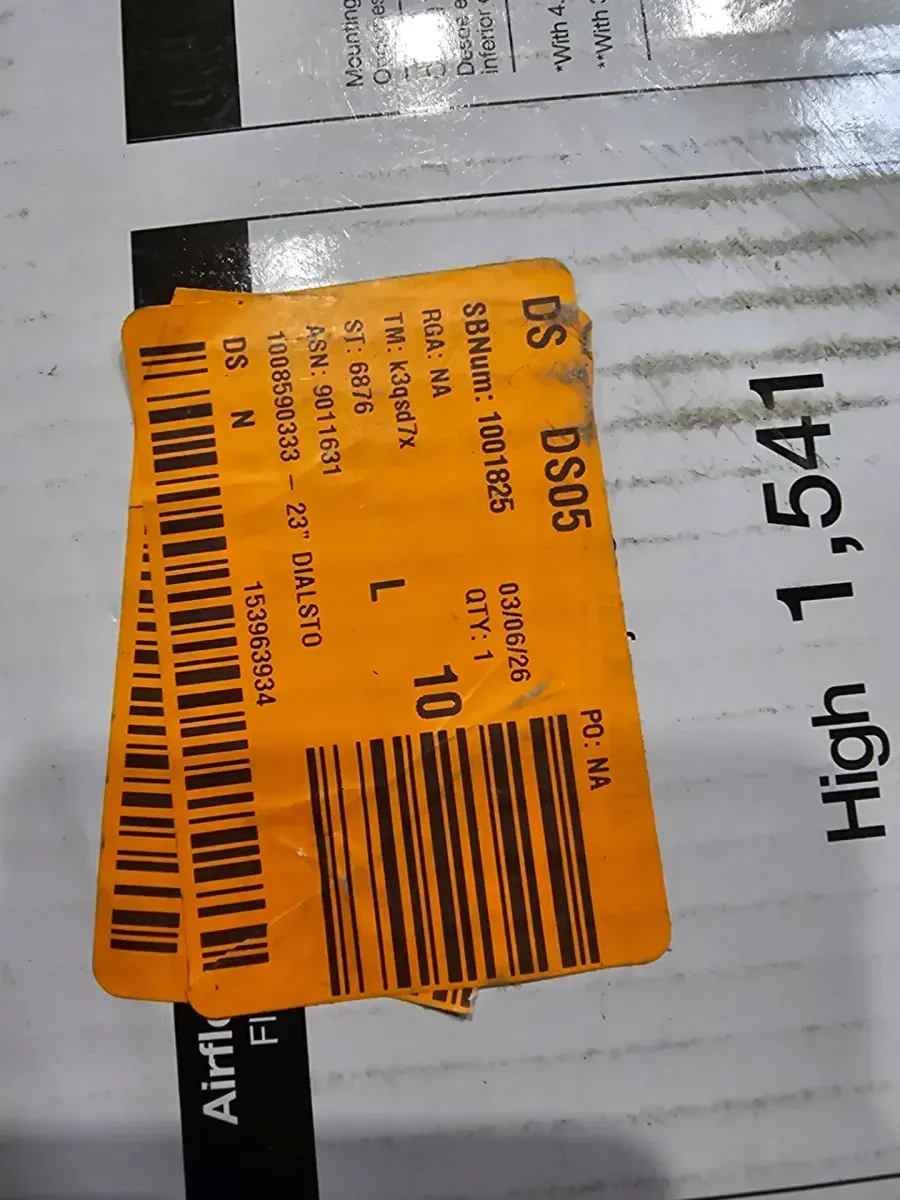 DS DS05 PO: NA
SBNum: 1001825 03/06/26
RGA: NA QTY: 1
TM: k3qsd7x 10
ST: 6876 L
ASN: 9011631
1008590333 - 23" DIALSTO
DS N 153963934
High 1,541
Mounting
*With 4.
**With
inferior